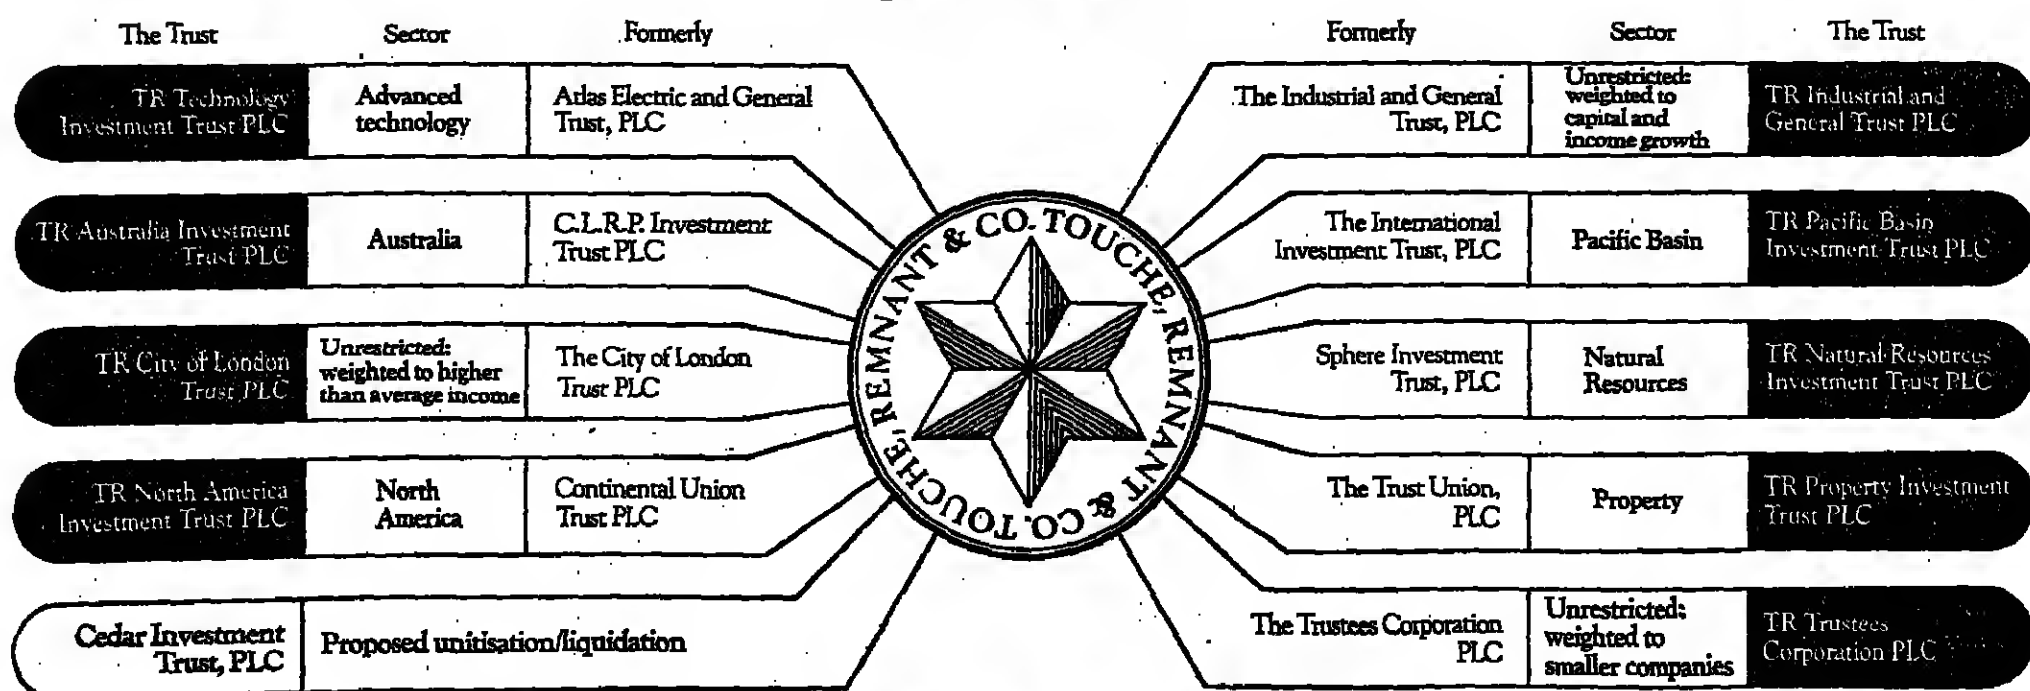 The Trust Sector Formerly
TR Technology
Investment Trust PLC
Advanced
technology
Atlas Electric and General
Trust, PLC
TR Australia Investment
Trust PLC
Australia
C.L.R.P. Investment
Trust PLC
TR City of London
Trust PLC
Unrestricted:
weighted to higher
than average income
The City of London
Trust PLC
TR North America
Investment Trust PLC
North
America
Continental Union
Trust PLC
Cedar Investment
Trust, PLC
Proposed unitisation/liquidation
TOUCHE, REMNANT & CO. TOUCHE, REMNANT & CO.
Formerly Sector The Trust
The Industrial and General
Trust, PLC
Unrestricted:
weighted to
capital and
income growth
TR Industrial and
General Trust PLC
The International
Investment Trust, PLC
Pacific Basin
TR Pacific Basin
Investment Trust PLC
Sphere Investment
Trust, PLC
Natural
Resources
TR Natural Resources
Investment Trust PLC
The Trust Union,
PLC
Property
TR Property Investment
Trust PLC
The Trustees Corporation
PLC
Unrestricted:
weighted to
smaller companies
TR Trustees
Corporation PLC